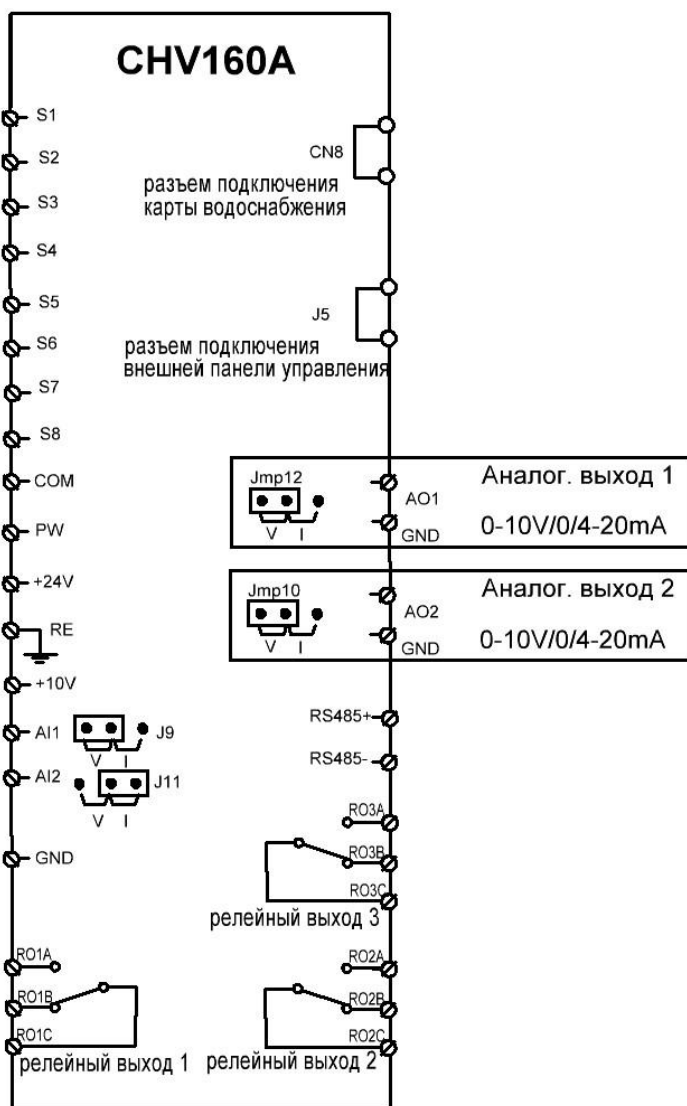 CHV160A
S1
S2
S3
S4
S5
S6
S7
S8
COM
PW
+24V
RE
+10V
AI1
J9
V I
AI2
J11
V I
GND
RO1A
RO1B
RO1C
релейный выход 1
CN8
разъем подключения
карты водоснабжения
J5
разъем подключения
внешней панели управления
Jmp12
V I
AO1
GND
Аналог. выход 1
0-10V/0/4-20mA
Jmp10
V I
AO2
GND
Аналог. выход 2
0-10V/0/4-20mA
RS485+
RS485-
RO3A
RO3B
RO3C
релейный выход 3
RO2A
RO2B
RO2C
релейный выход 2